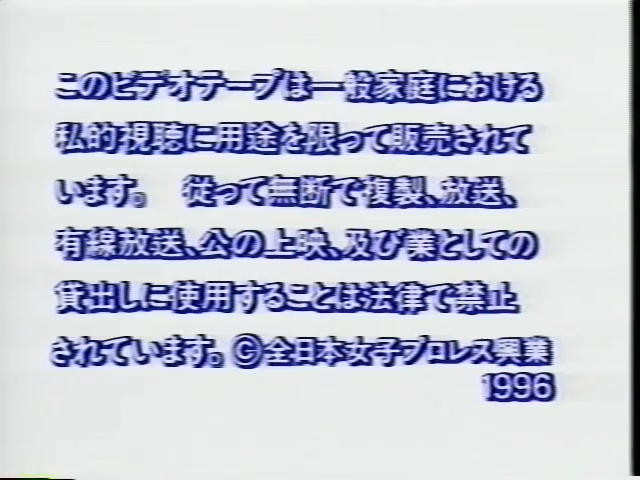 このビデオテープは一般家庭における
私的視聴に用途を限って販売されて
います。 従って無断で複製、放送、
有線放送、公の上映、及び業としての
貸出しに使用することは法律で禁止
されています。©全日本女子プロレス興業
1996